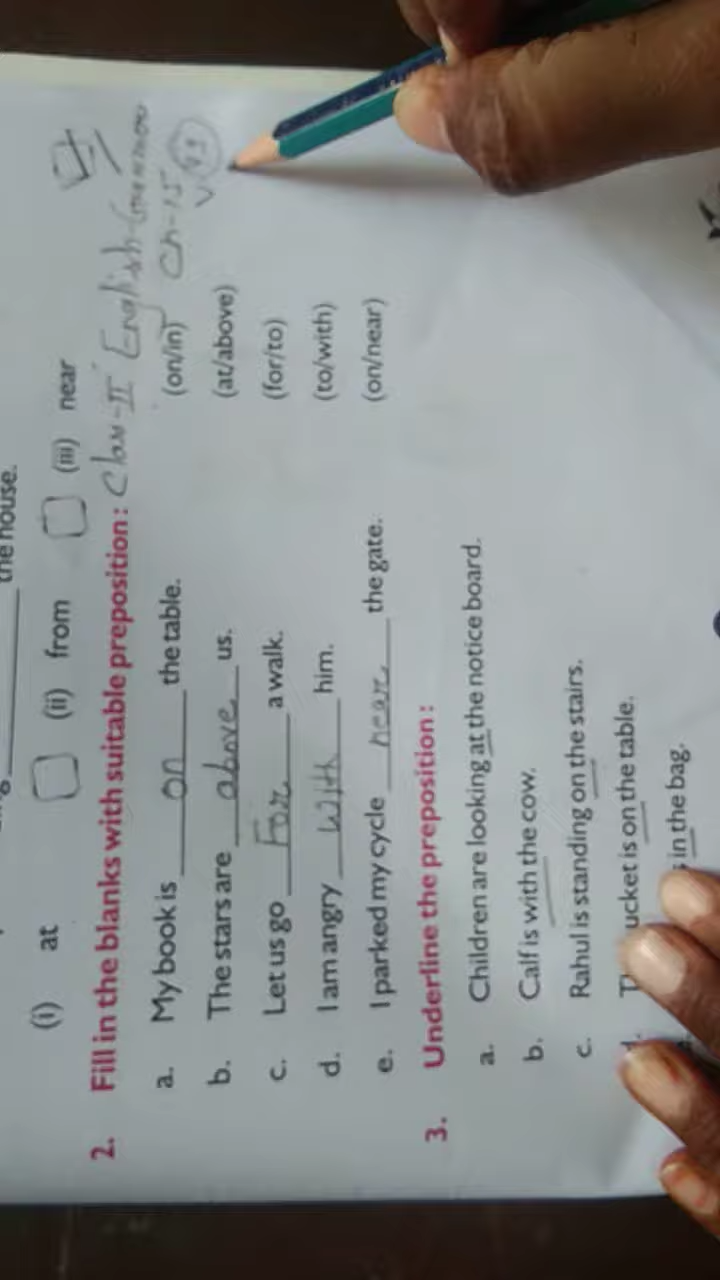 the house.
(i) at (ii) from (iii) near
2. Fill in the blanks with suitable preposition: Class-II English Grammar
Ch-15
a. My book is on the table. (on/in)
b. The stars are above us. (at/above)
c. Let us go For a walk. (for/to)
d. I am angry with him. (to/with)
e. I parked my cycle near the gate. (on/near)
3. Underline the preposition:
a. Children are looking at the notice board.
b. Calf is with the cow.
c. Rahul is standing on the stairs.
ucket is on the table.
in the bag.